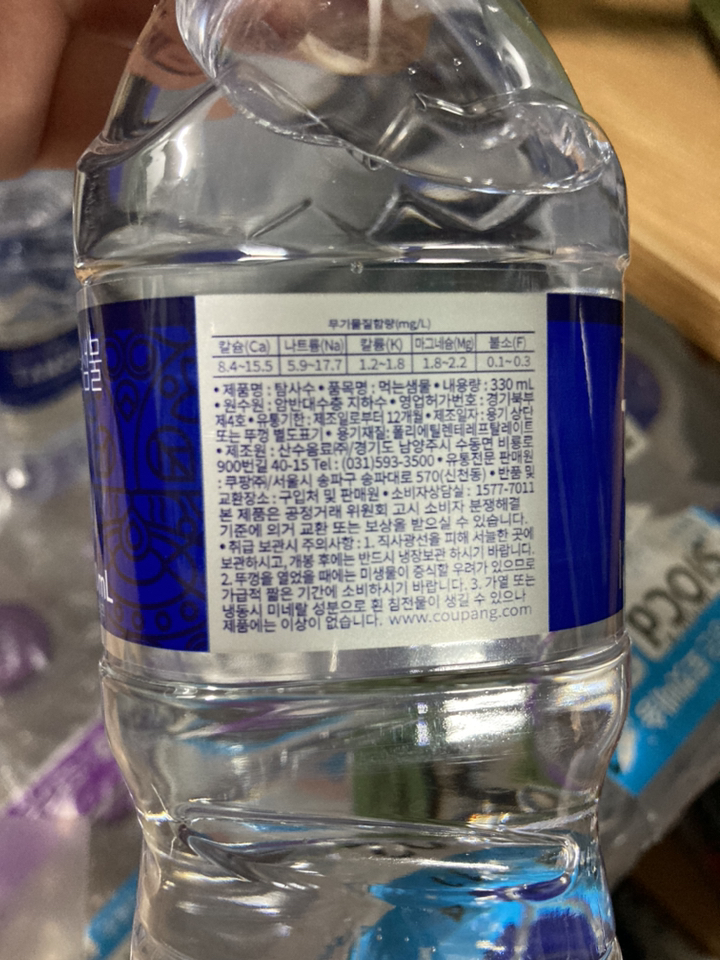 무기물질함량(mg/L)
칼슘(Ca) 나트륨(Na) 칼륨(K) 마그네슘(Mg) 불소(F)
8.4~15.5 5.9~17.7 1.2~1.8 1.8~2.2 0.1~0.3
• 제품명 : 탐사수 • 품목명 : 먹는샘물 • 내용량 : 330 mL
• 원수원 : 암반대수층 지하수 • 영업허가번호 : 경기북부
제4호 • 유통기한 : 제조일로부터 12개월 • 제조일자 : 용기 상단
또는 뚜껑 별도표기 • 용기재질: 폴리에틸렌테레프탈레이트
• 제조원 : 산수음료㈜/경기도 남양주시 수동면 비룡로
900번길 40-15 Tel : (031)593-3500 • 유통전문 판매원
: 쿠팡㈜/서울시 송파구 송파대로 570(신천동) • 반품 및
교환장소 : 구입처 및 판매원 • 소비자상담실 : 1577-7011
본 제품은 공정거래 위원회 고시 소비자 분쟁해결
기준에 의거 교환 또는 보상을 받으실 수 있습니다.
• 취급 보관시 주의사항 : 1. 직사광선을 피해 서늘한 곳에
보관하시고, 개봉 후에는 반드시 냉장보관 하시기 바랍니다.
2. 뚜껑을 열었을 때에는 미생물이 증식할 우려가 있으므로
가급적 짧은 기간에 소비하시기 바랍니다. 3. 가열 또는
냉동시 미네랄 성분으로 흰 침전물이 생길 수 있으나
제품에는 이상이 없습니다. www.coupang.com
mL